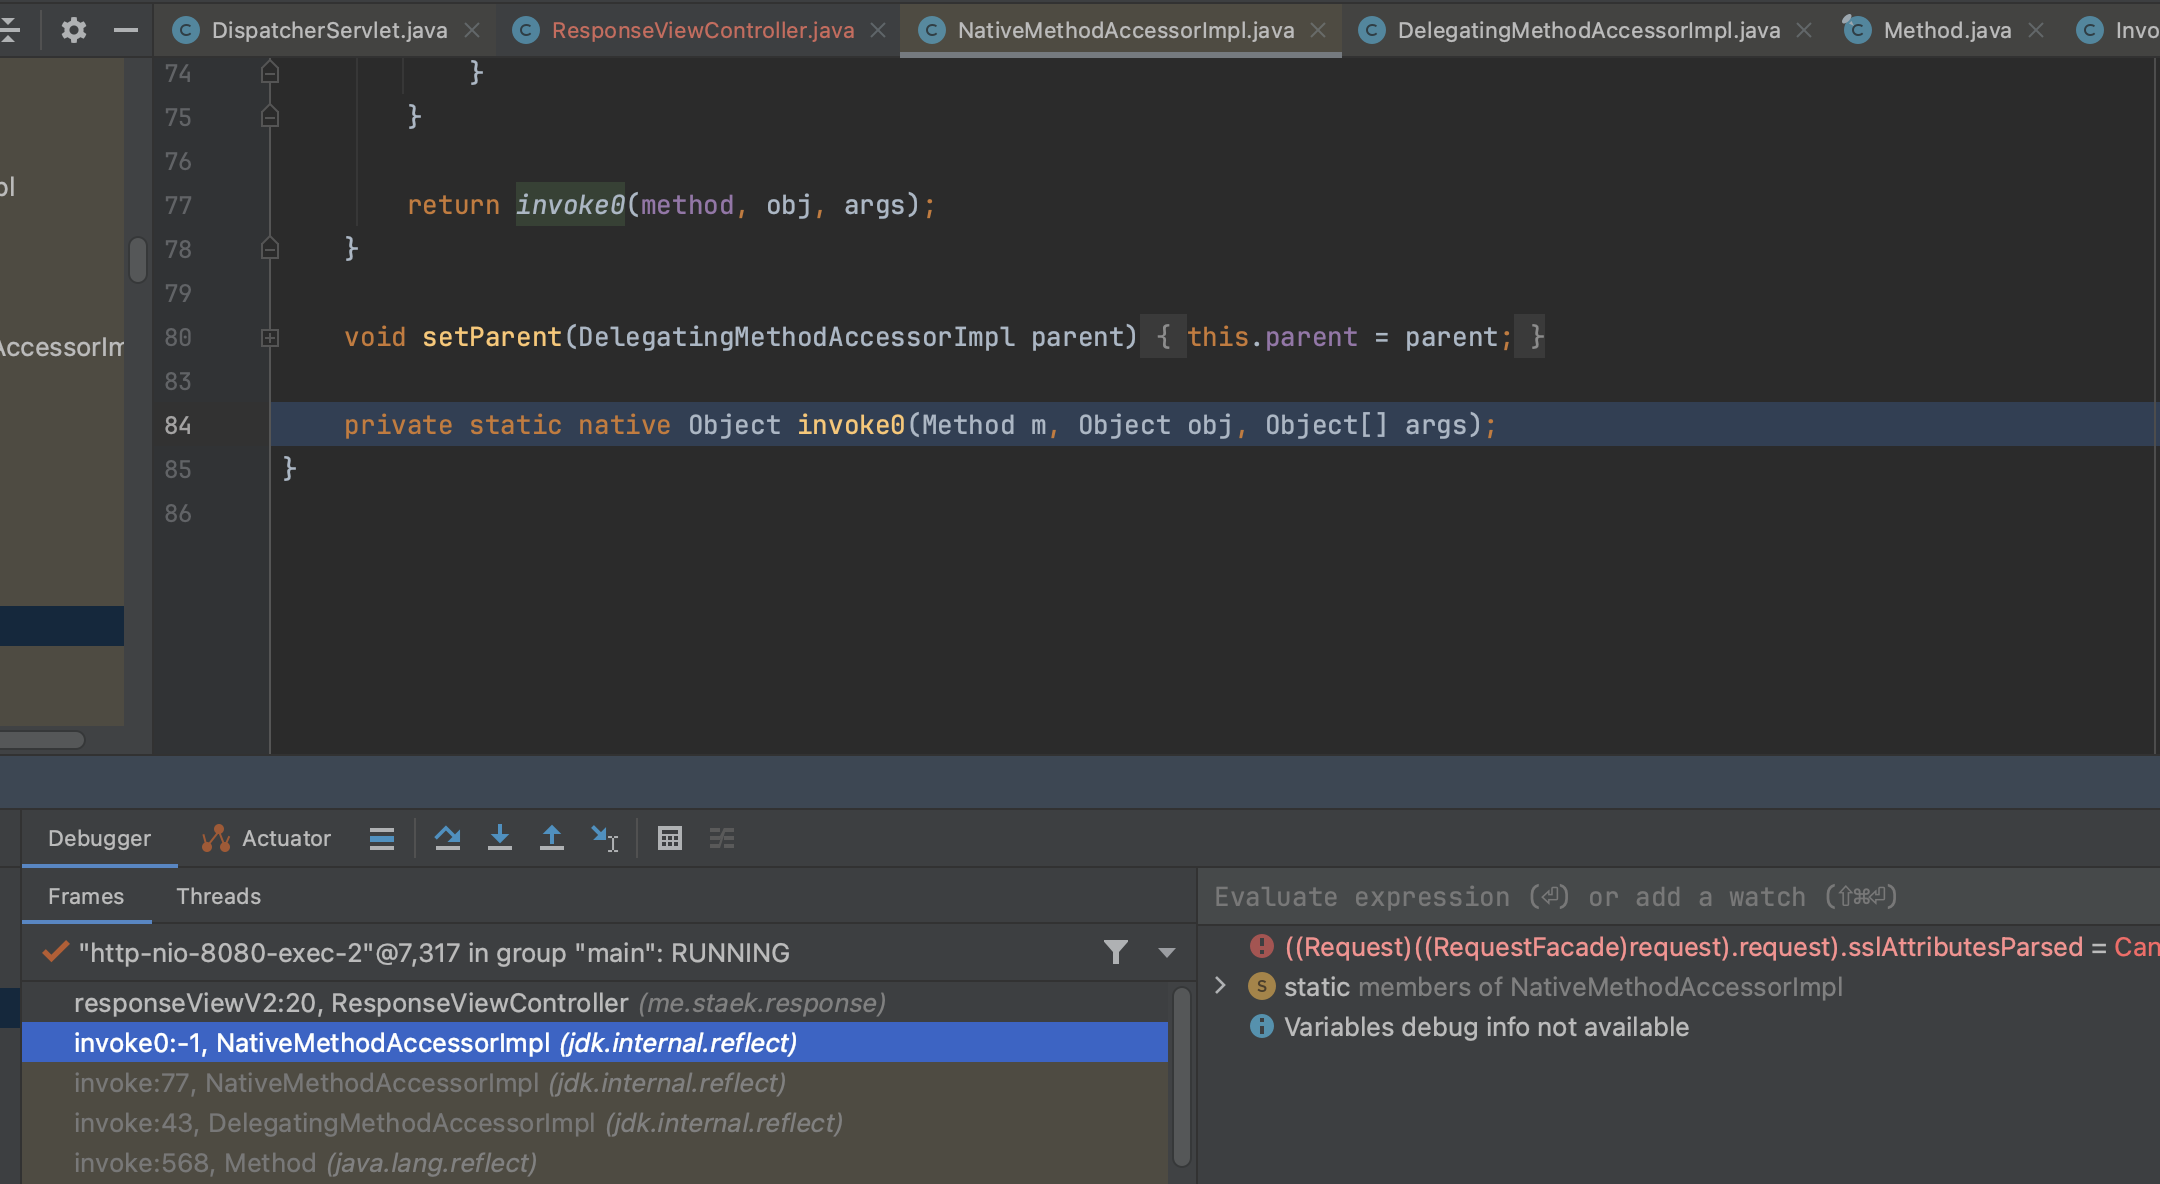 DispatcherServlet.java ResponseViewController.java NativeMethodAccessorImpl.java DelegatingMethodAccessorImpl.java Method.java Invo
pl
AccessorIm
74 }
75 }
76
77 return invoke0(method, obj, args);
78 }
79
80 void setParent(DelegatingMethodAccessorImpl parent) { this.parent = parent; }
83
84 private static native Object invoke0(Method m, Object obj, Object[] args);
85 }
86
Debugger Actuator
Frames Threads
"http-nio-8080-exec-2"@7,317 in group "main": RUNNING
responseViewV2:20, ResponseViewController (me.staek.response)
invoke0:-1, NativeMethodAccessorImpl (jdk.internal.reflect)
invoke:77, NativeMethodAccessorImpl (jdk.internal.reflect)
invoke:43, DelegatingMethodAccessorImpl (jdk.internal.reflect)
invoke:568, Method (java.lang.reflect)
Evaluate expression (⏎) or add a watch (⇧⌘⏎)
((Request)((RequestFacade)request).request).sslAttributesParsed = Can
static members of NativeMethodAccessorImpl
Variables debug info not available